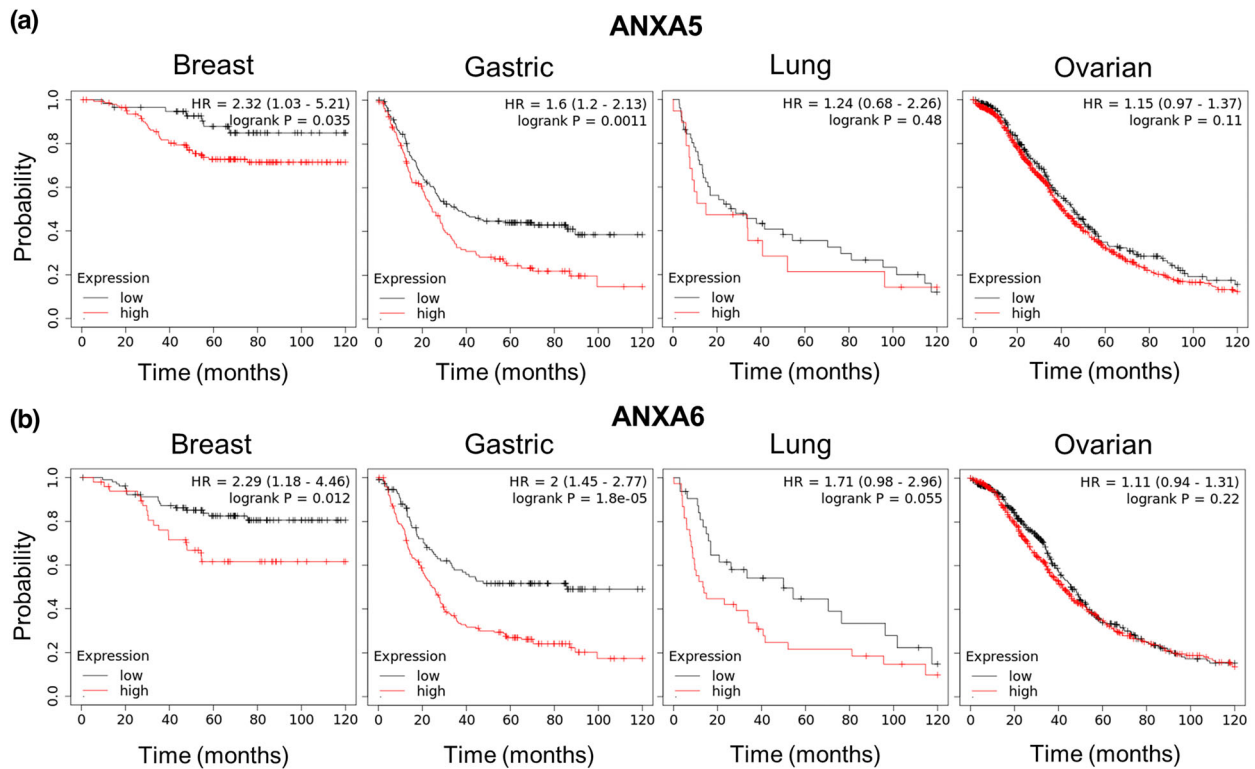 (a)
ANXA5
Breast
Gastric
Lung
Ovarian
Probability
1.0
0.8
0.6
0.4
0.2
0.0
HR = 2.32 (1.03 - 5.21)
logrank P = 0.035
Expression
low
high
0 20 40 60 80 100 120
Time (months)
HR = 1.6 (1.2 - 2.13)
logrank P = 0.0011
Expression
low
high
0 20 40 60 80 100 120
Time (months)
HR = 1.24 (0.68 - 2.26)
logrank P = 0.48
Expression
low
high
0 20 40 60 80 100 120
Time (months)
HR = 1.15 (0.97 - 1.37)
logrank P = 0.11
Expression
low
high
0 20 40 60 80 100 120
Time (months)
(b)
ANXA6
Breast
Gastric
Lung
Ovarian
Probability
1.0
0.8
0.6
0.4
0.2
0.0
HR = 2.29 (1.18 - 4.46)
logrank P = 0.012
Expression
low
high
0 20 40 60 80 100 120
Time (months)
HR = 2 (1.45 - 2.77)
logrank P = 1.8e-05
Expression
low
high
0 20 40 60 80 100 120
Time (months)
HR = 1.71 (0.98 - 2.96)
logrank P = 0.055
Expression
low
high
0 20 40 60 80 100 120
Time (months)
HR = 1.11 (0.94 - 1.31)
logrank P = 0.22
Expression
low
high
0 20 40 60 80 100 120
Time (months)